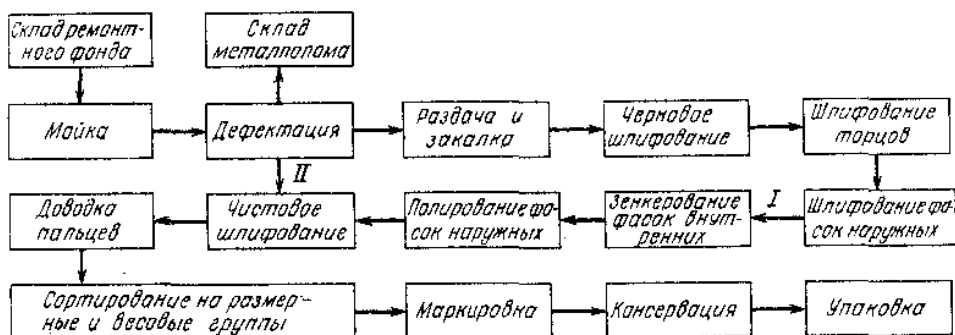 Склад ремонт-
ного фонда
Склад
металлолома
Мойка
Дефектация
Раздача и
закалка
Черновое
шлифование
Шлифование
торцов
II
I
Доводка
пальцев
Чистовое
шлифование
Полирование фа-
сок наружных
Зенкерование
фасок внут-
ренних
Шлифование фа-
сок наружных
Сортирование на размер-
ные и весовые группы
Маркировка
Консервация
Упаковка